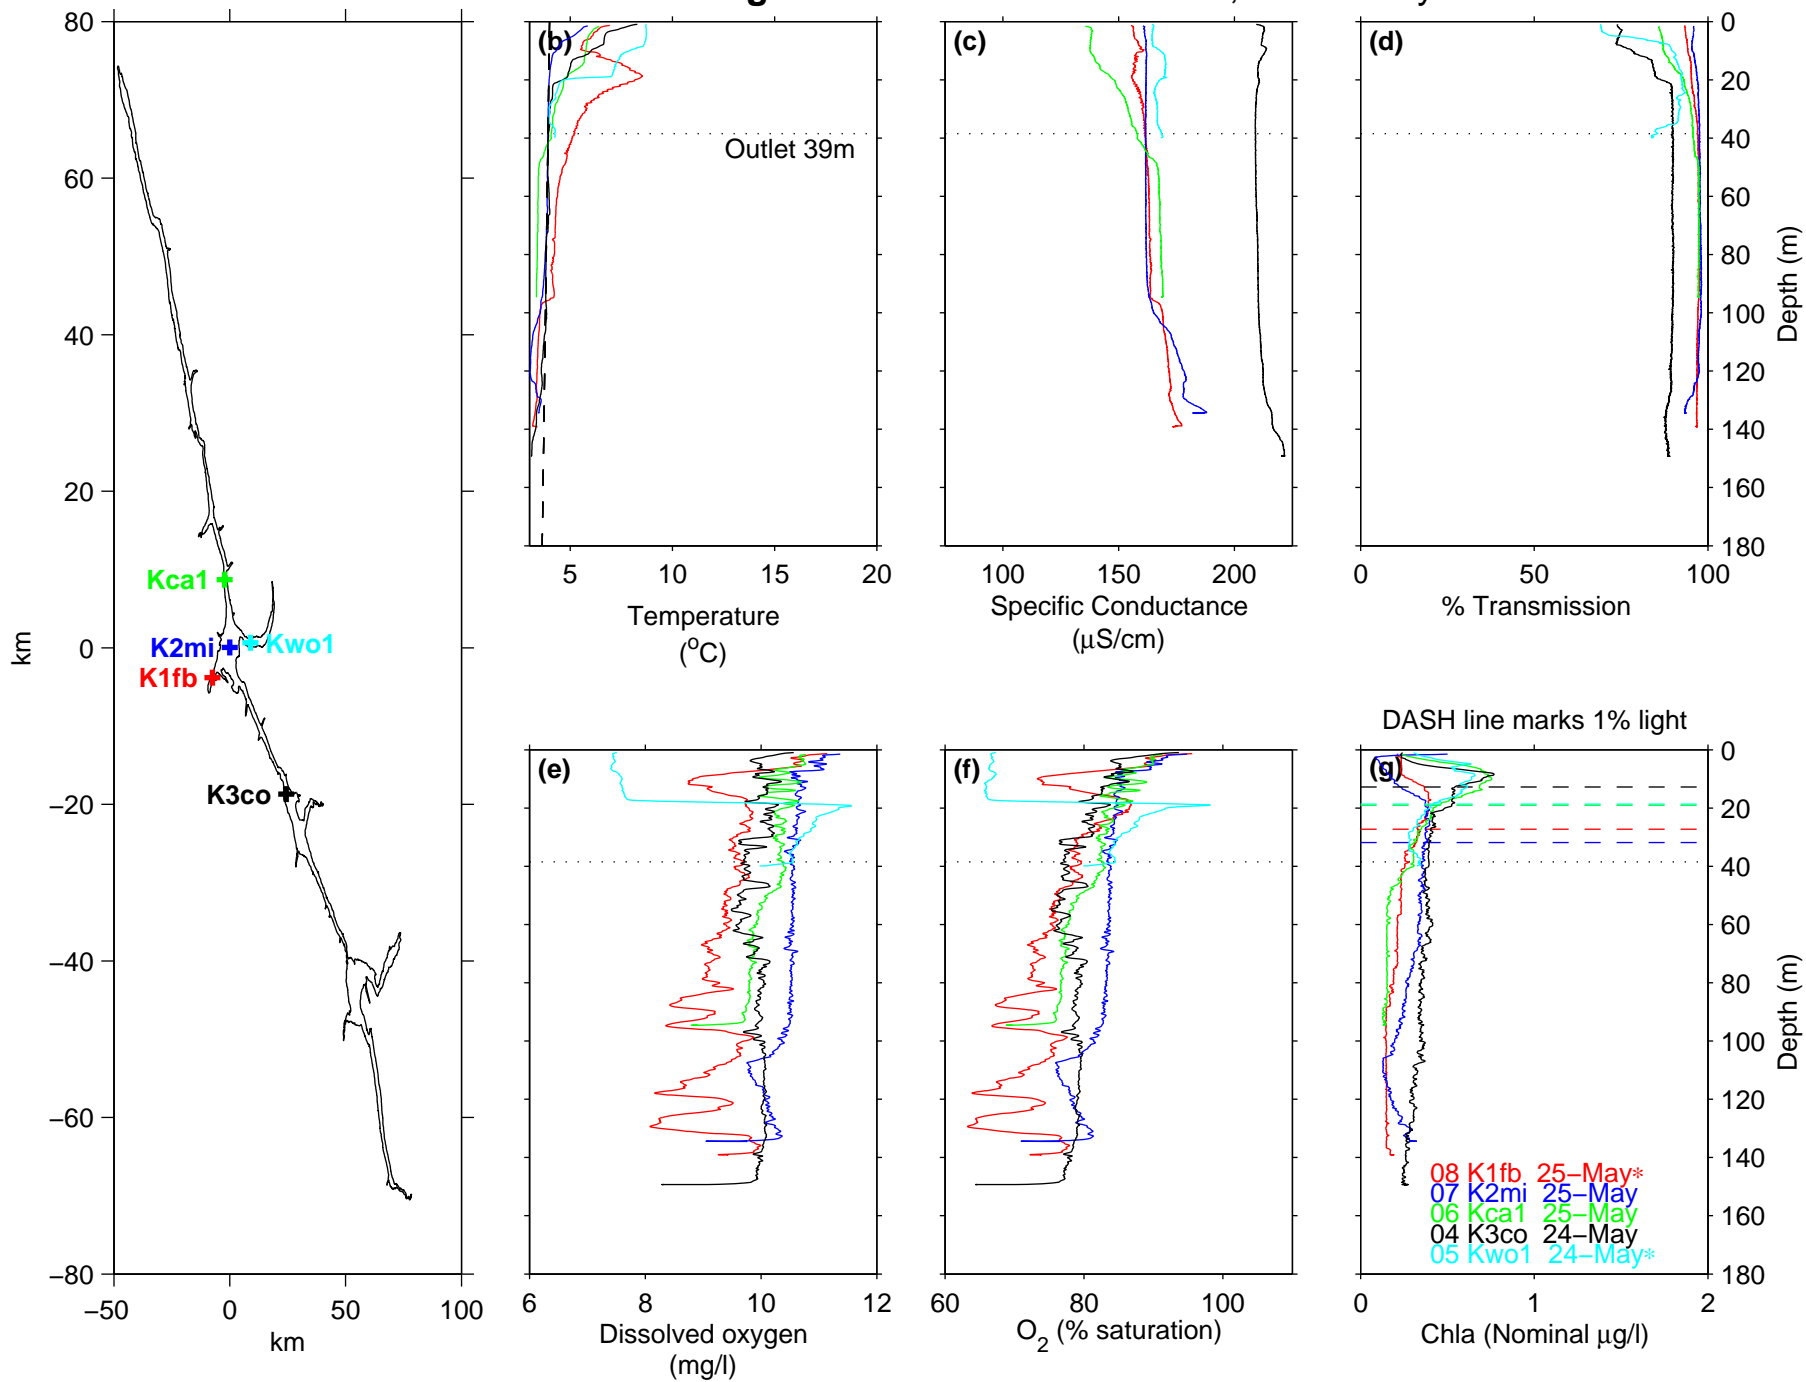 g , y
80
60
40
20
0
−20
−40
−60
−80
km
−50 0 50 100
km
Kca1
K2mi
Kwo1
K1fb
K3co
(b)
Outlet 39m
5 10 15 20
Temperature
(oC)
(c)
100 150 200
Specific Conductance
(μS/cm)
(d)
0 50 100
% Transmission
0
20
40
60
80
100
120
140
160
180
Depth (m)
(e)
6 8 10 12
Dissolved oxygen
(mg/l)
(f)
60 80 100
O2 (% saturation)
DASH line marks 1% light
(g)
08 K1fb 25−May*
07 K2mi 25−May
06 Kca1 25−May
04 K3co 24−May
05 Kwo1 24−May*
0 1 2
Chla (Nominal μg/l)
0
20
40
60
80
100
120
140
160
180
Depth (m)